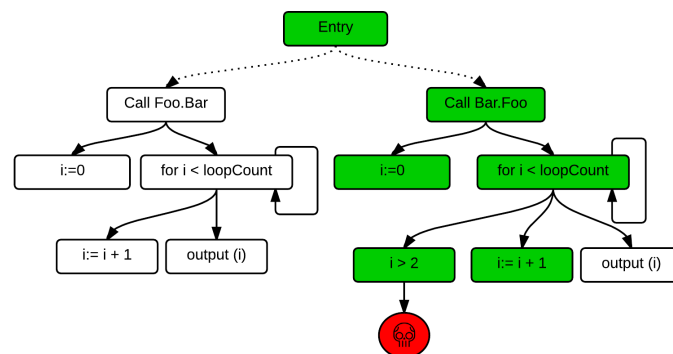 Entry
Call Foo.Bar
Call Bar.Foo
i:=0
for i < loopCount
i:=0
for i < loopCount
i:= i + 1
output (i)
i > 2
i:= i + 1
output (i)